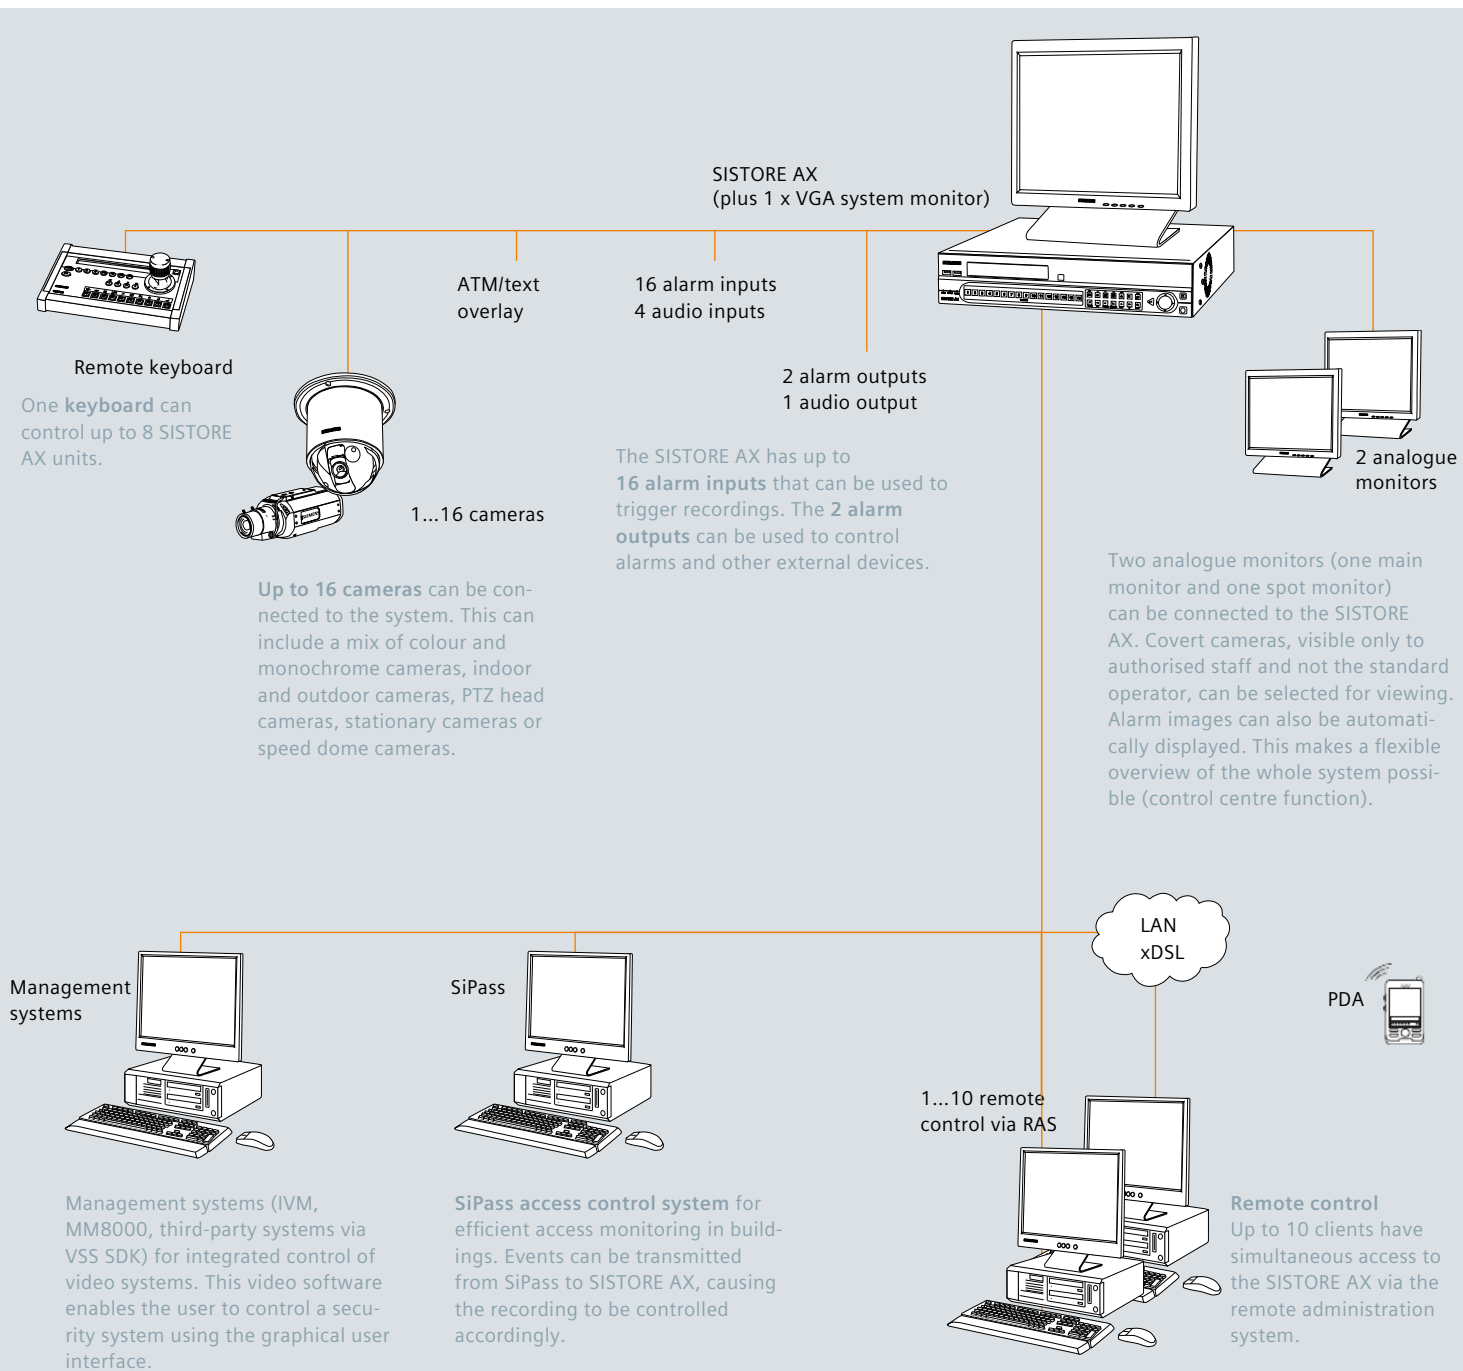 SISTORE AX
(plus 1 x VGA system monitor)
ATM/text
overlay
16 alarm inputs
4 audio inputs
Remote keyboard
One keyboard can
control up to 8 SISTORE
AX units.
2 alarm outputs
1 audio output
2 analogue
monitors
1...16 cameras
The SISTORE AX has up to
16 alarm inputs that can be used to
trigger recordings. The 2 alarm
outputs can be used to control
alarms and other external devices.
Up to 16 cameras can be con-
nected to the system. This can
include a mix of colour and
monochrome cameras, indoor
and outdoor cameras, PTZ head
cameras, stationary cameras or
speed dome cameras.
Two analogue monitors (one main
monitor and one spot monitor)
can be connected to the SISTORE
AX. Covert cameras, visible only to
authorised staff and not the standard
operator, can be selected for viewing.
Alarm images can also be automati-
cally displayed. This makes a flexible
overview of the whole system possi-
ble (control centre function).
LAN
xDSL
Management
systems
SiPass
PDA
1...10 remote
control via RAS
Management systems (IVM,
MM8000, third-party systems via
VSS SDK) for integrated control of
video systems. This video software
enables the user to control a secu-
rity system using the graphical user
interface.
SiPass access control system for
efficient access monitoring in build-
ings. Events can be transmitted
from SiPass to SISTORE AX, causing
the recording to be controlled
accordingly.
Remote control
Up to 10 clients have
simultaneous access to
the SISTORE AX via the
remote administration
system.